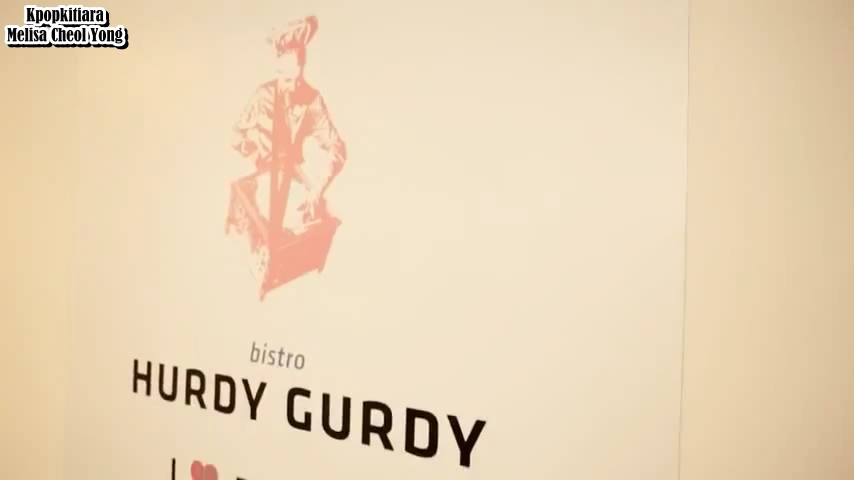 Kpopkitiara
Melisa Cheol Yong
bistro
HURDY GURDY
I